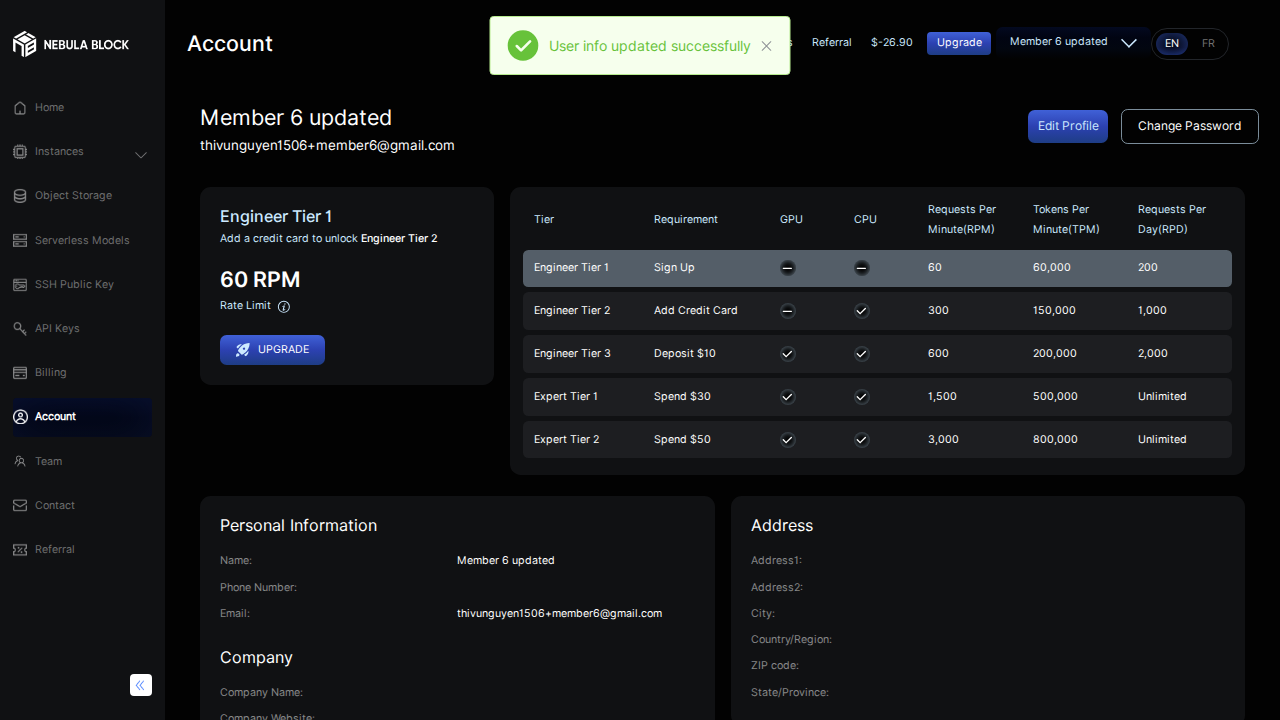 NEBULA BLOCK
Home
Instances
Object Storage
Serverless Models
SSH Public Key
API Keys
Billing
Account
Team
Contact
Referral
Account
User info updated successfully
Referral
$-26.90
Upgrade
Member 6 updated
EN
FR
Member 6 updated
thivunguyen1506+member6@gmail.com
Edit Profile
Change Password
Engineer Tier 1
Add a credit card to unlock Engineer Tier 2
60 RPM
Rate Limit
UPGRADE
Tier Requirement GPU CPU Requests Per Minute(RPM) Tokens Per Minute(TPM) Requests Per Day(RPD)
Engineer Tier 1 Sign Up 60 60,000 200
Engineer Tier 2 Add Credit Card 300 150,000 1,000
Engineer Tier 3 Deposit $10 600 200,000 2,000
Expert Tier 1 Spend $30 1,500 500,000 Unlimited
Expert Tier 2 Spend $50 3,000 800,000 Unlimited
Personal Information
Name: Member 6 updated
Phone Number:
Email: thivunguyen1506+member6@gmail.com
Company
Company Name:
Company Website:
Address
Address1:
Address2:
City:
Country/Region:
ZIP code:
State/Province: